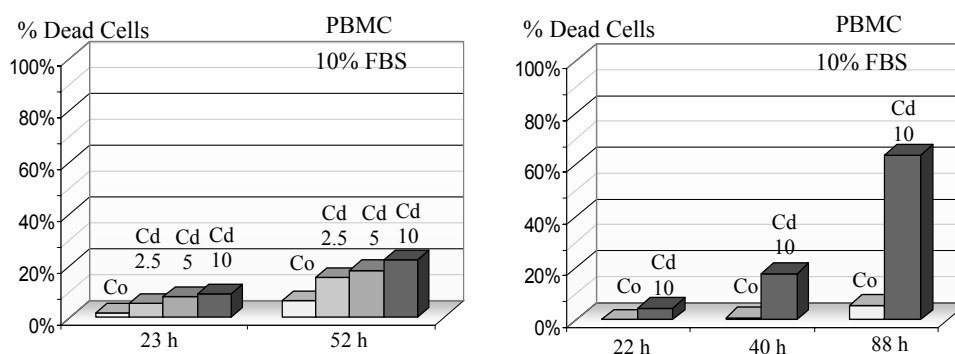 % Dead Cells
PBMC
10% FBS
100%
80%
60%
40%
20%
0%
Co
Cd
2.5
Cd
5
Cd
10
Co
Cd
2.5
Cd
5
Cd
10
23 h
52 h
% Dead Cells
PBMC
10% FBS
100%
80%
60%
40%
20%
0%
Co
Cd
10
Co
Cd
10
Co
Cd
10
22 h
40 h
88 h